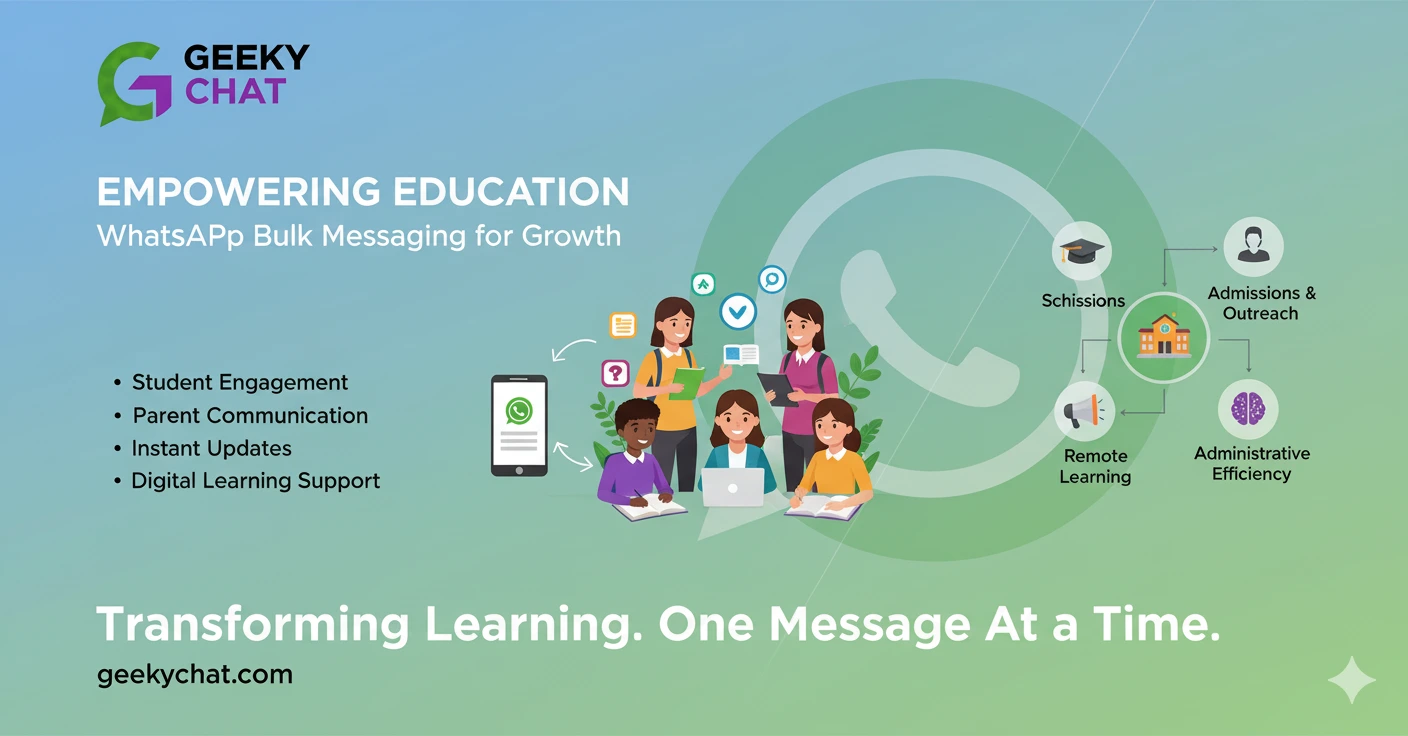 GEEKY
CHAT
EMPOWERING EDUCATION
WhatsAPp Bulk Messaging for Growth
• Student Engagement
• Parent Communication
• Instant Updates
• Digital Learning Support
Schissions
Admissions &
Outreach
Remote
Learning
Administrative
Efficiency
Transforming Learning. One Message At a Time.
geekychat.com